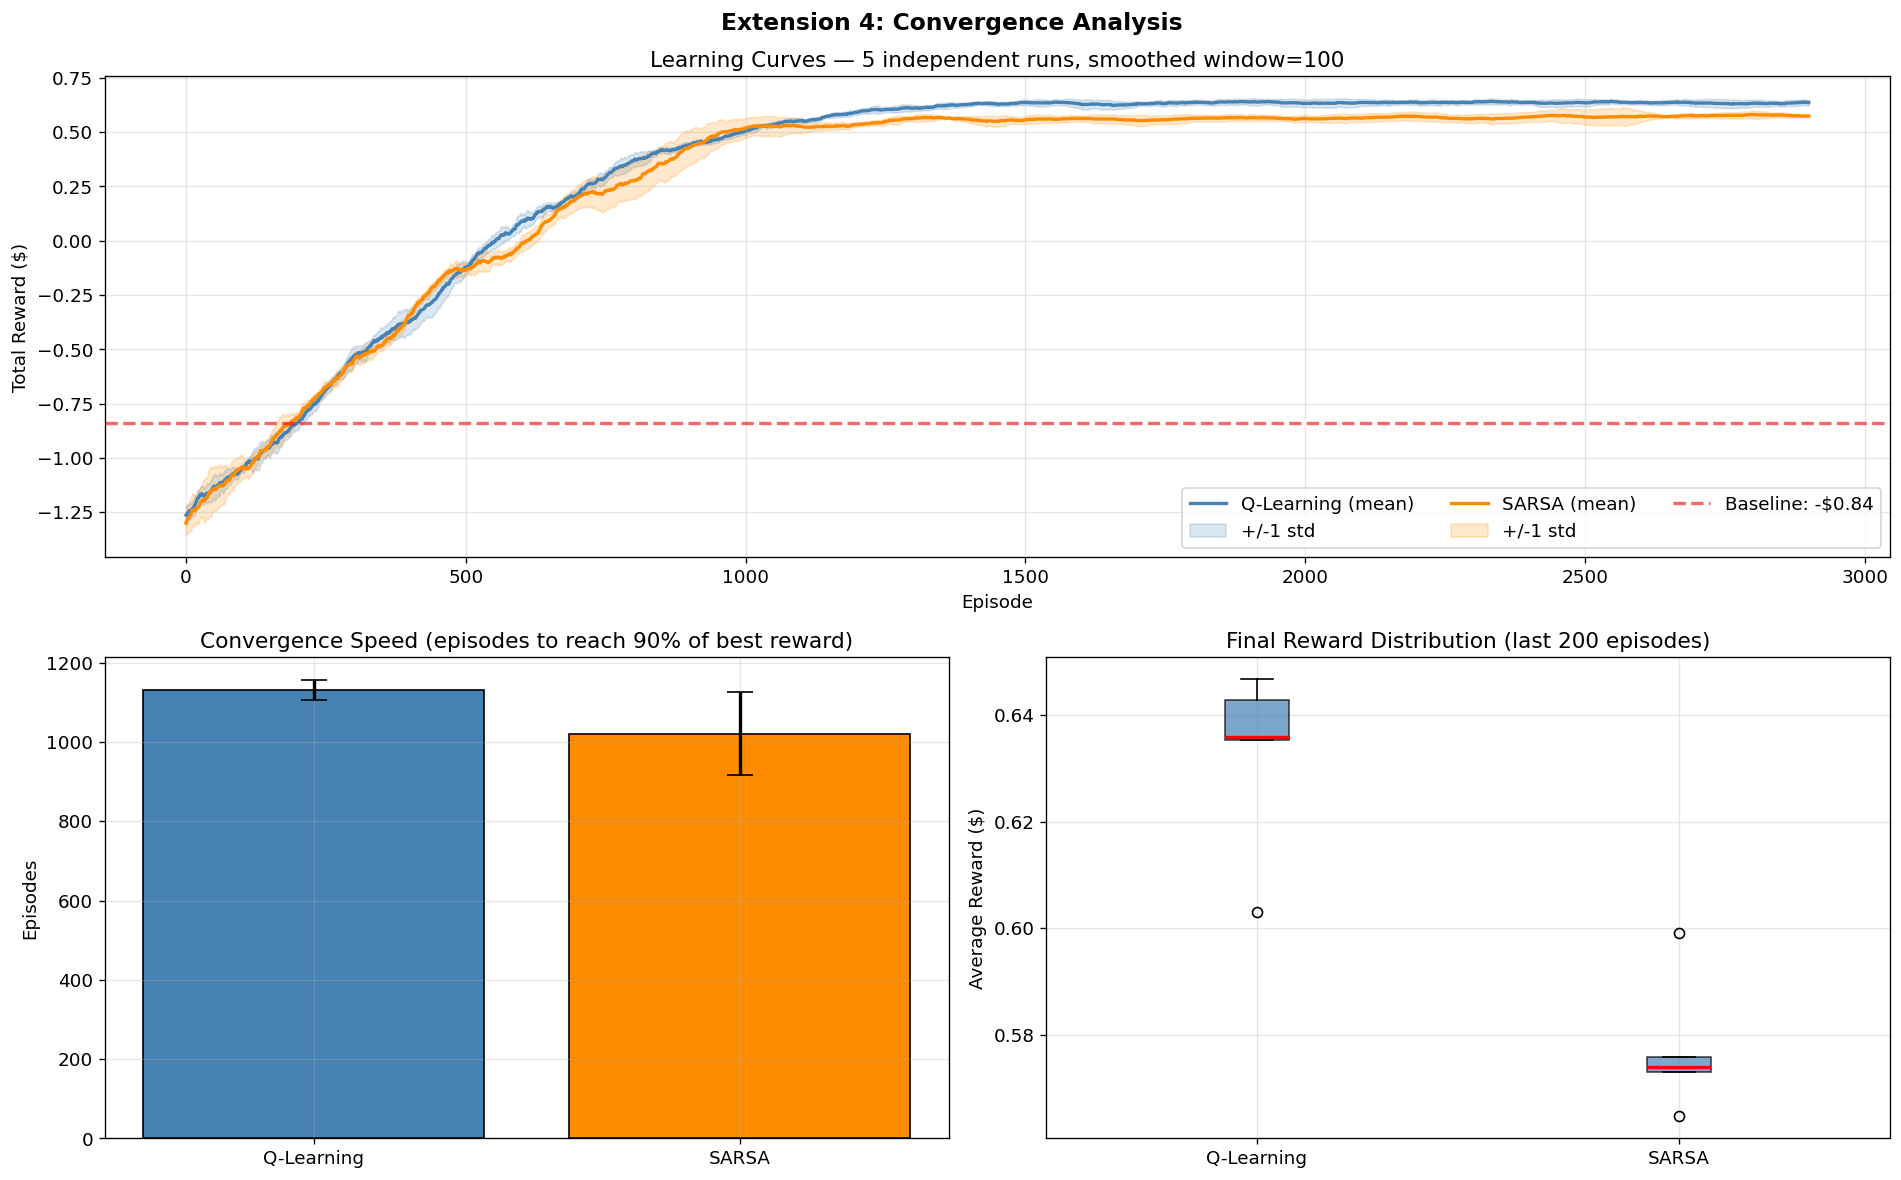 Extension 4: Convergence Analysis
Learning Curves — 5 independent runs, smoothed window=100
0.75
0.50
0.25
0.00
−0.25
−0.50
−0.75
−1.00
−1.25
Total Reward ($)
Q-Learning (mean)
+/-1 std
SARSA (mean)
+/-1 std
Baseline: -$0.84
0 500 1000 1500 2000 2500 3000
Episode
Convergence Speed (episodes to reach 90% of best reward)
1200
1000
800
600
400
200
0
Episodes
Q-Learning SARSA
Final Reward Distribution (last 200 episodes)
0.64
0.62
0.60
0.58
Average Reward ($)
Q-Learning SARSA